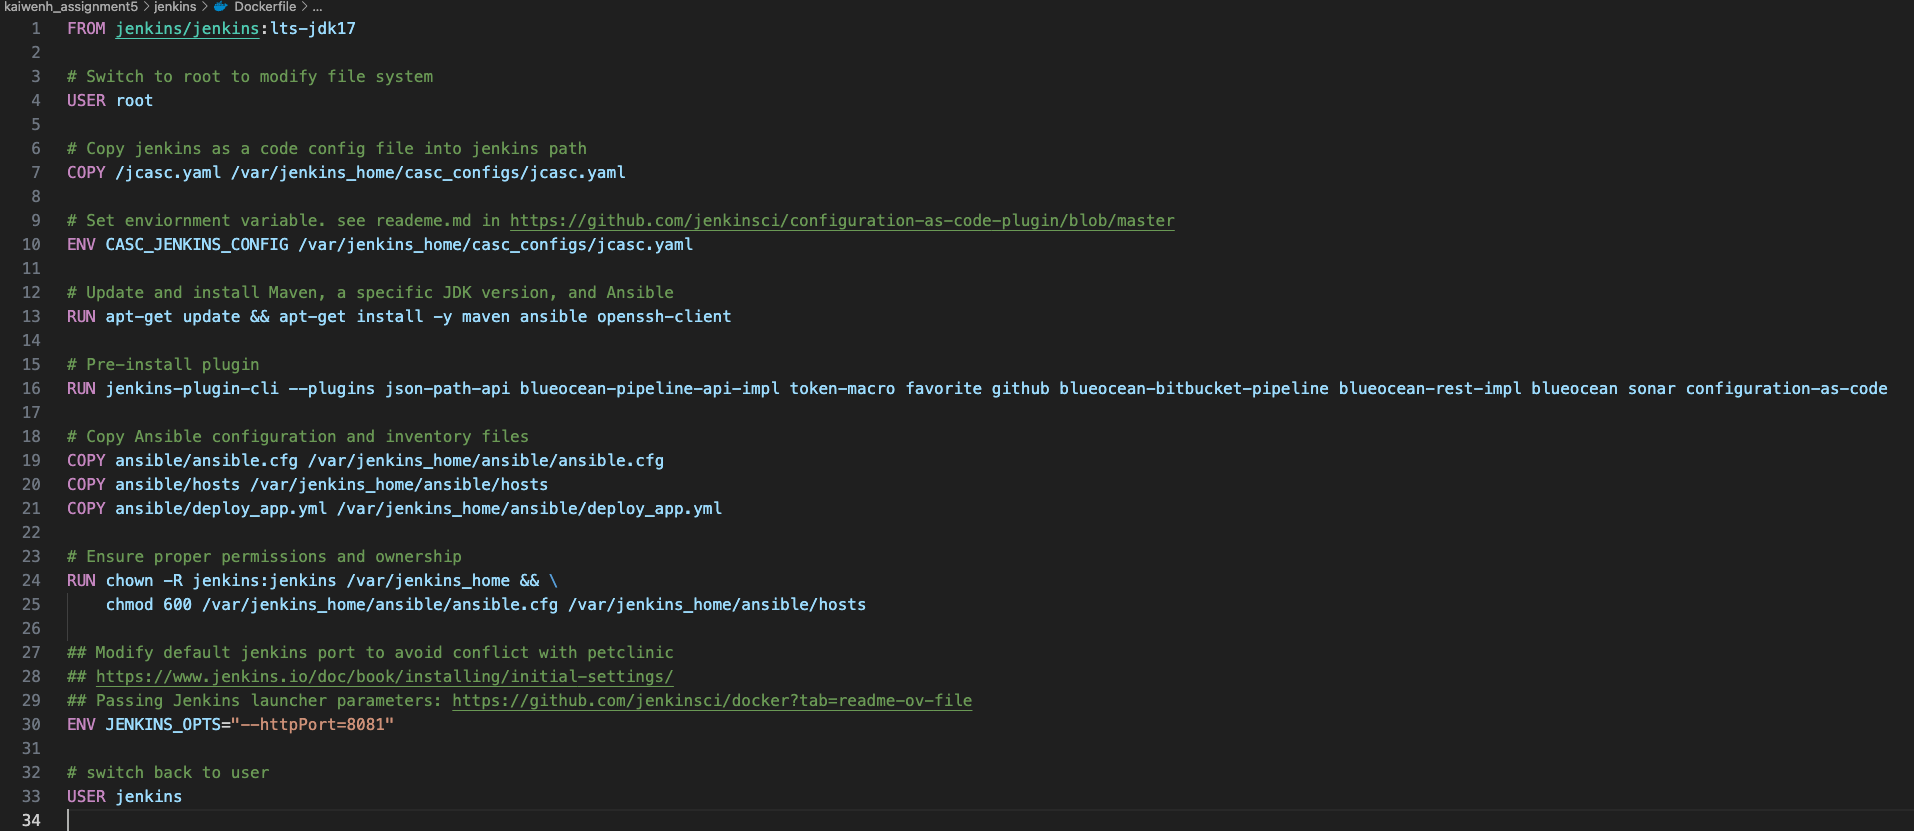 kaiwenh_assignment5 > jenkins > Dockerfile > ...
1 FROM jenkins/jenkins:lts-jdk17
2
3 # Switch to root to modify file system
4 USER root
5
6 # Copy jenkins as a code config file into jenkins path
7 COPY /jcasc.yaml /var/jenkins_home/casc_configs/jcasc.yaml
8
9 # Set enviornment variable. see reademe.md in https://github.com/jenkinsci/configuration-as-code-plugin/blob/master
10 ENV CASC_JENKINS_CONFIG /var/jenkins_home/casc_configs/jcasc.yaml
11
12 # Update and install Maven, a specific JDK version, and Ansible
13 RUN apt-get update && apt-get install -y maven ansible openssh-client
14
15 # Pre-install plugin
16 RUN jenkins-plugin-cli --plugins json-path-api blueocean-pipeline-api-impl token-macro favorite github blueocean-bitbucket-pipeline blueocean-rest-impl blueocean sonar configuration-as-code
17
18 # Copy Ansible configuration and inventory files
19 COPY ansible/ansible.cfg /var/jenkins_home/ansible/ansible.cfg
20 COPY ansible/hosts /var/jenkins_home/ansible/hosts
21 COPY ansible/deploy_app.yml /var/jenkins_home/ansible/deploy_app.yml
22
23 # Ensure proper permissions and ownership
24 RUN chown -R jenkins:jenkins /var/jenkins_home && \
25 chmod 600 /var/jenkins_home/ansible/ansible.cfg /var/jenkins_home/ansible/hosts
26
27 ## Modify default jenkins port to avoid conflict with petclinic
28 ## https://www.jenkins.io/doc/book/installing/initial-settings/
29 ## Passing Jenkins launcher parameters: https://github.com/jenkinsci/docker?tab=readme-ov-file
30 ENV JENKINS_OPTS="--httpPort=8081"
31
32 # switch back to user
33 USER jenkins
34